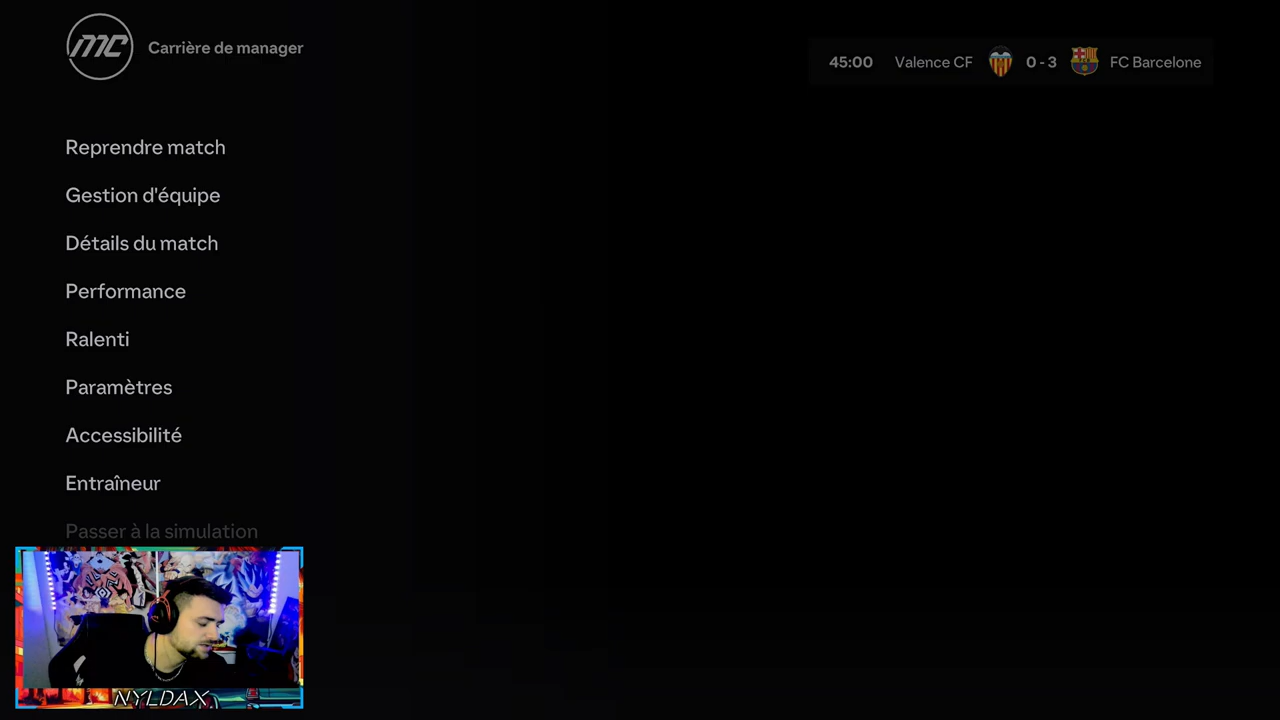 MC Carrière de manager
45:00 Valence CF 0 - 3 FC Barcelone
Reprendre match
Gestion d'équipe
Détails du match
Performance
Ralenti
Paramètres
Accessibilité
Entraîneur
Passer à la simulation
NYLDAX